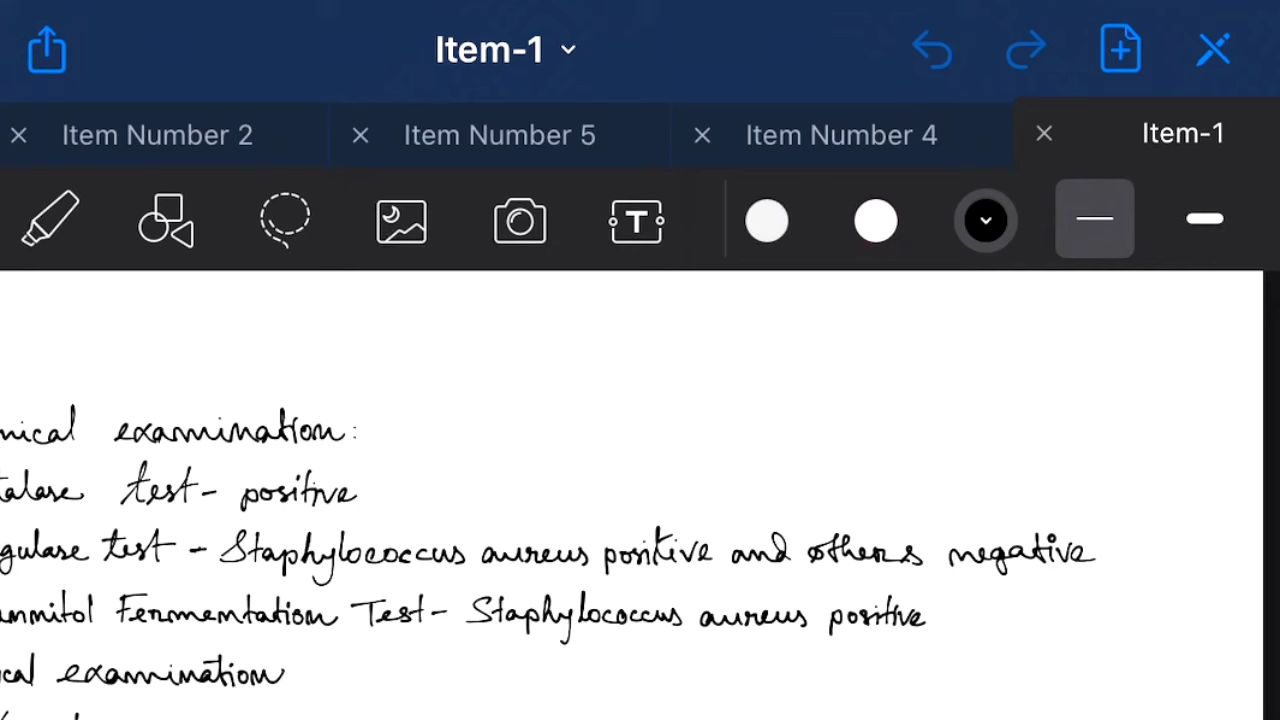 Item-1
Item Number 2
Item Number 5
Item Number 4
Item-1
T
nical examination:
talase test- positive
gulase test - Staphylococcus aureus positive and others negative
annitol Fermentation Test- Staphylococcus aureus positive
cal examination